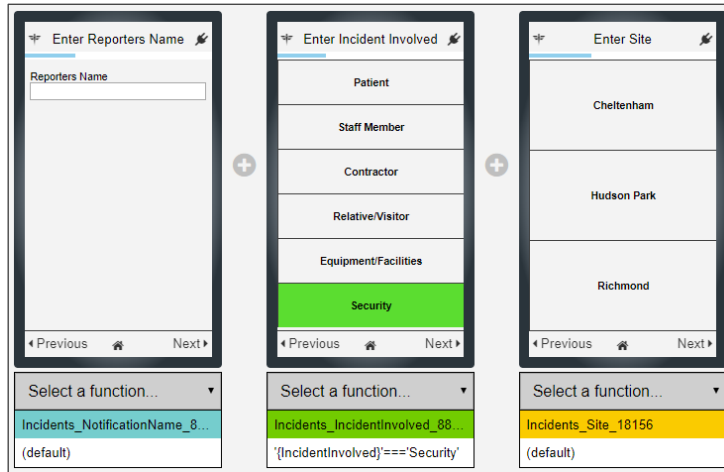 Enter Reporters Name
Reporters Name
Previous
Next
Select a function...
Incidents_NotificationName_8...
(default)
Enter Incident Involved
Patient
Staff Member
Contractor
Relative/Visitor
Equipment/Facilities
Security
Previous
Next
Select a function...
Incidents_IncidentInvolved_88...
'{IncidentInvolved}'==='Security'
Enter Site
Cheltenham
Hudson Park
Richmond
Previous
Next
Select a function...
Incidents_Site_18156
(default)